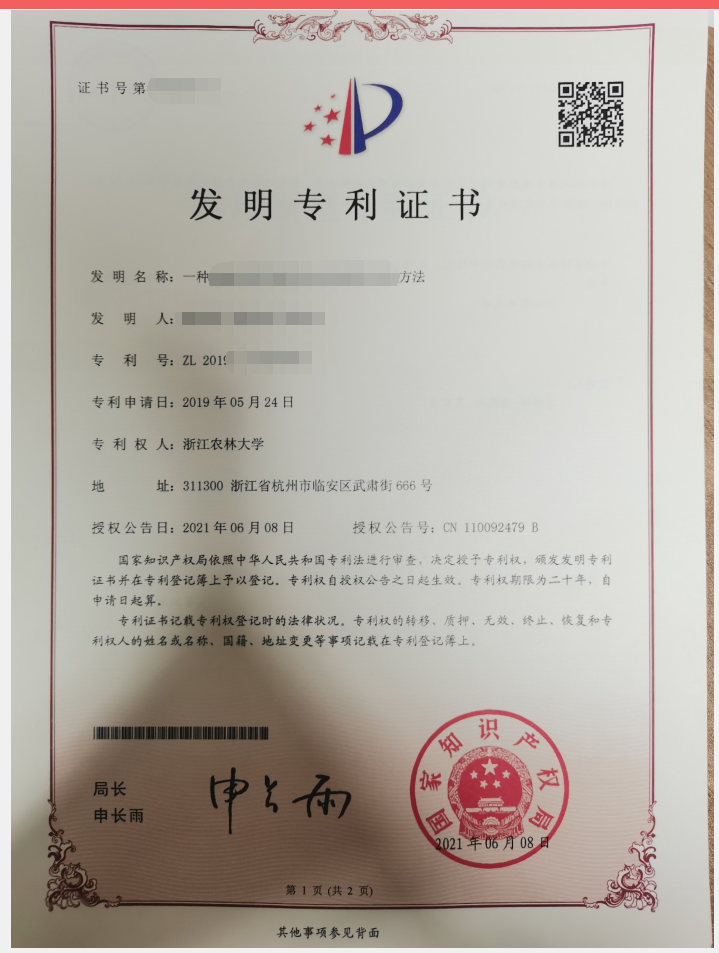 证书号第
发明专利证书
发明名称：一种 方法
发明人：
专利号：ZL 2019
专利申请日：2019年05月24日
专利权人：浙江农林大学
地址：311300 浙江省杭州市临安区武肃街666号
授权公告日：2021年06月08日 授权公告号：CN 110092479 B
国家知识产权局依照中华人民共和国专利法进行审查，决定授予专利权，颁发发明专利
证书并在专利登记簿上予以登记。专利权自授权公告之日起生效。专利权期限为二十年，自
申请日起算。
专利证书记载专利权登记时的法律状况。专利权的转移、质押、无效、终止、恢复和专
利权人的姓名或名称、国籍、地址变更等事项记载在专利登记簿上。
局长
申长雨
申长雨
国家知识产权局
2021年06月08日
第 1 页 (共 2 页)
其他事项参见背面